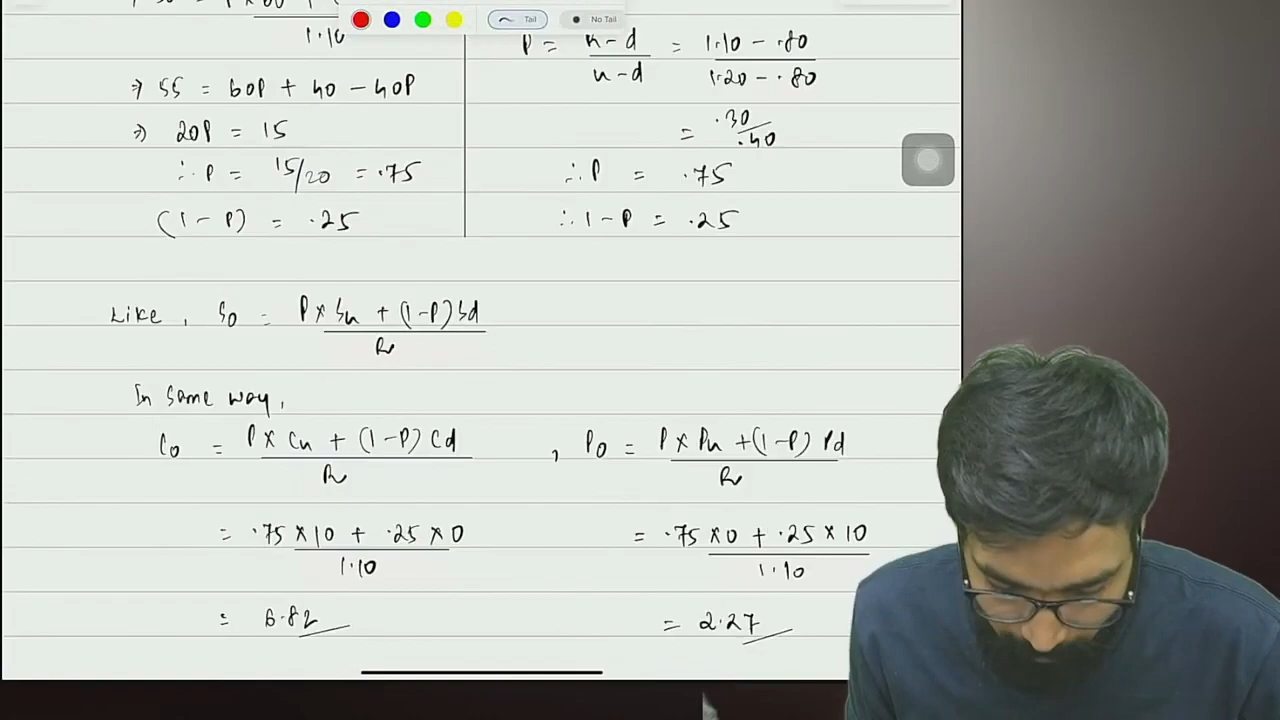 Tail No Tail
1.10
⇒ 55 = 60P + 40 - 40P
⇒ 20P = 15
∴ P = 15/20 = .75
(1 - P) = .25
P = (R - d)/(u - d) = (1.10 - .80)/(1.20 - .80)
= .30/.40
∴ P = .75
∴ 1 - P = .25
Like, S0 = (P × Su + (1 - P) Sd)/R
In same way,
C0 = (P × Cu + (1 - P) Cd)/R
= (.75 × 10 + .25 × 0)/1.10
= 6.82
, P0 = (P × Pu + (1 - P) Pd)/R
= (.75 × 0 + .25 × 10)/1.10
= 2.27